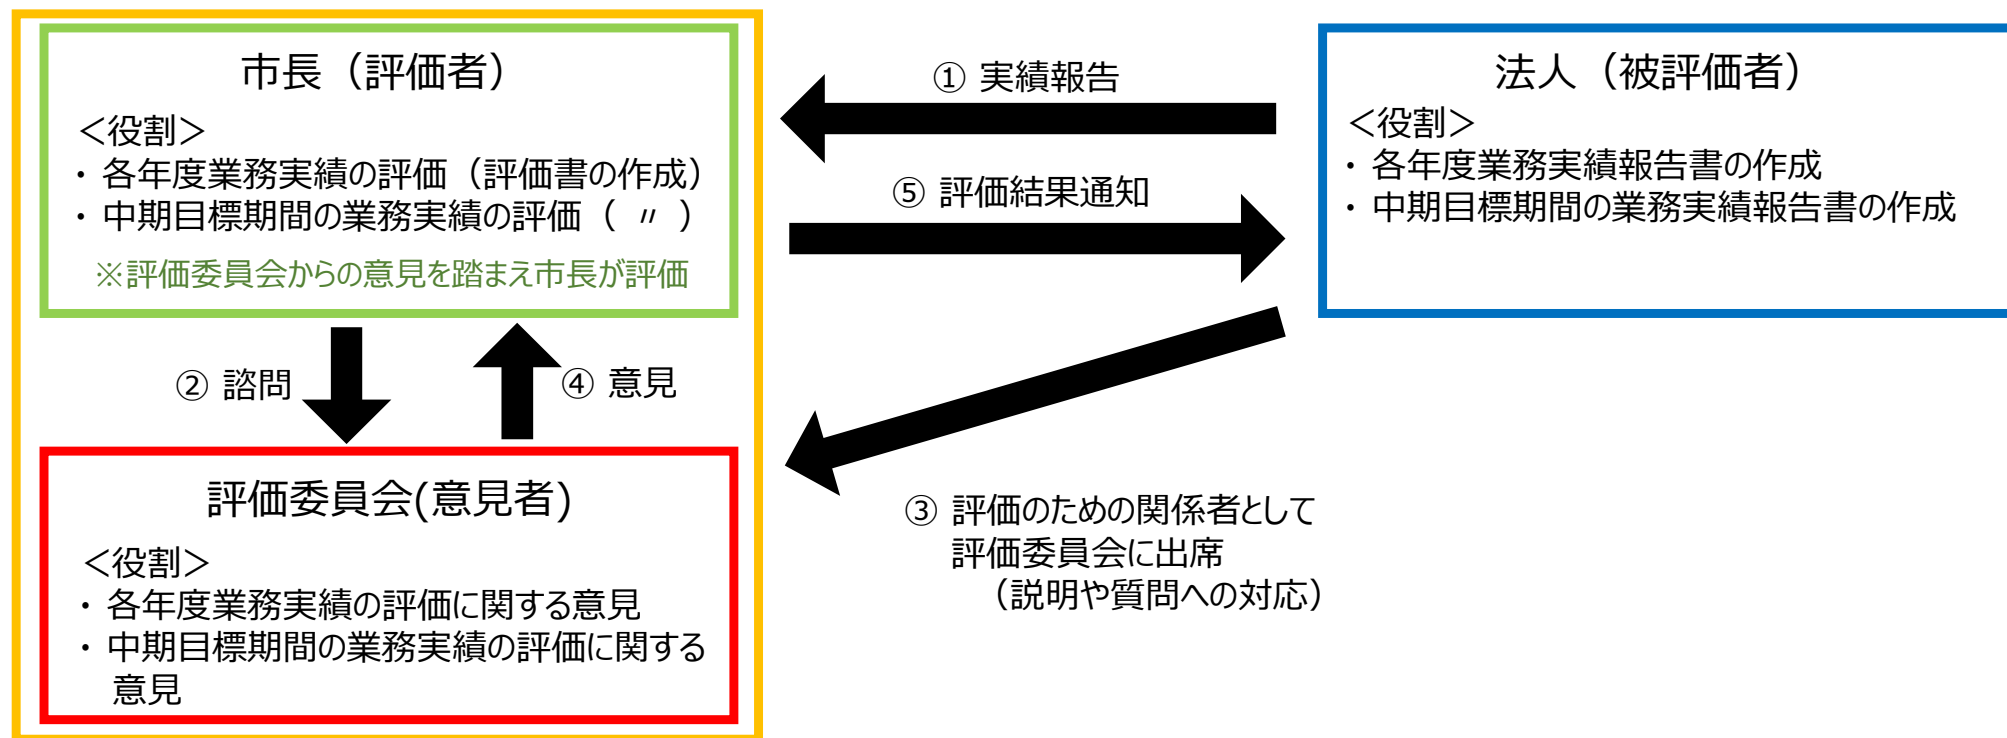 市長（評価者）
＜役割＞
・ 各年度業務実績の評価（評価書の作成）
・ 中期目標期間の業務実績の評価（ 〃 ）
※評価委員会からの意見を踏まえ市長が評価
① 実績報告
⑤ 評価結果通知
法人（被評価者）
＜役割＞
・ 各年度業務実績報告書の作成
・ 中期目標期間の業務実績報告書の作成
② 諮問
④ 意見
評価委員会(意見者)
＜役割＞
・ 各年度業務実績の評価に関する意見
・ 中期目標期間の業務実績の評価に関する
意見
③ 評価のための関係者として
評価委員会に出席
（説明や質問への対応）